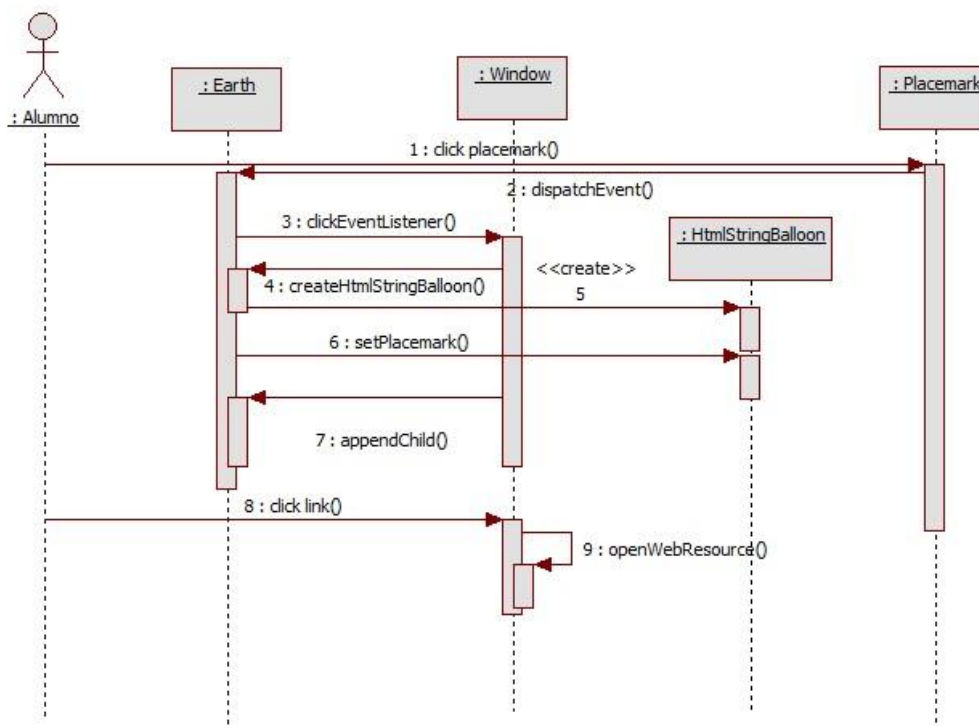 : Alumno
: Earth
: Window
: Placemark
1 : click placemark()
2 : dispatchEvent()
3 : clickEventListener()
: HtmlStringBalloon
<<create>>
4 : createHtmlStringBalloon()
5
6 : setPlacemark()
7 : appendChild()
8 : click link()
9 : openWebResource()